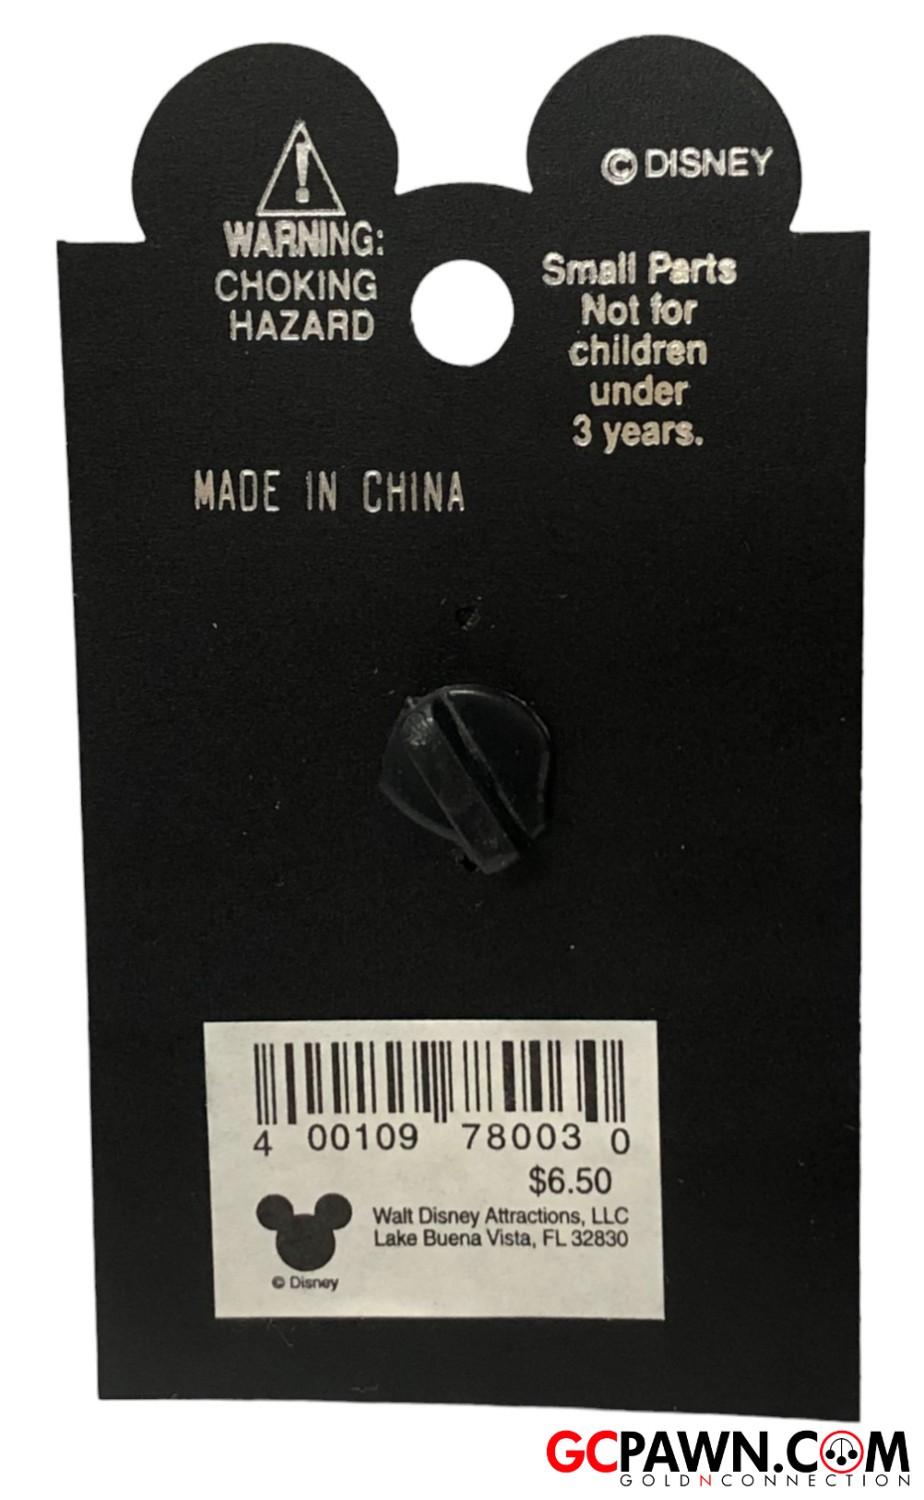 © DISNEY
WARNING:
CHOKING
HAZARD
Small Parts
Not for
children
under
3 years.
MADE IN CHINA
4 00109 78003 0
$6.50
Walt Disney Attractions, LLC
Lake Buena Vista, FL 32830
© Disney
GCPAWN.COM
GOLDNCONNECTION